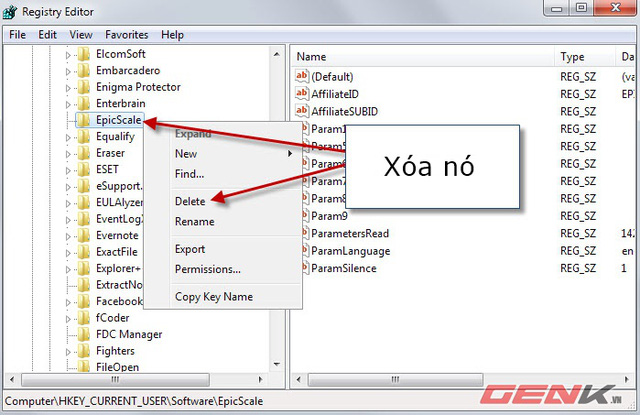 Registry Editor
File Edit View Favorites Help
ElcomSoft
Embarcadero
Enigma Protector
Enterbrain
EpicScale
Equalify
Eraser
ESET
eSupport.
EULAlyzer
EventLogX
Evernote
ExactFile
Explorer+
ExtractNo
Facebook
fCoder
FDC Manager
Fighters
FileOpen
Expand
New
Find...
Delete
Rename
Export
Permissions...
Copy Key Name
Name Type Da
(Default) REG_SZ (va
AffiliateID REG_SZ EP
AffiliateSUBID REG_SZ
Param1
Param5
Param6
Param7
Param8
Param9 REG_SZ
ParametersRead REG_SZ 142
ParamLanguage REG_SZ en
ParamSilence REG_SZ 1
Xóa nó
Computer\HKEY_CURRENT_USER\Software\EpicScale
GENK.VN